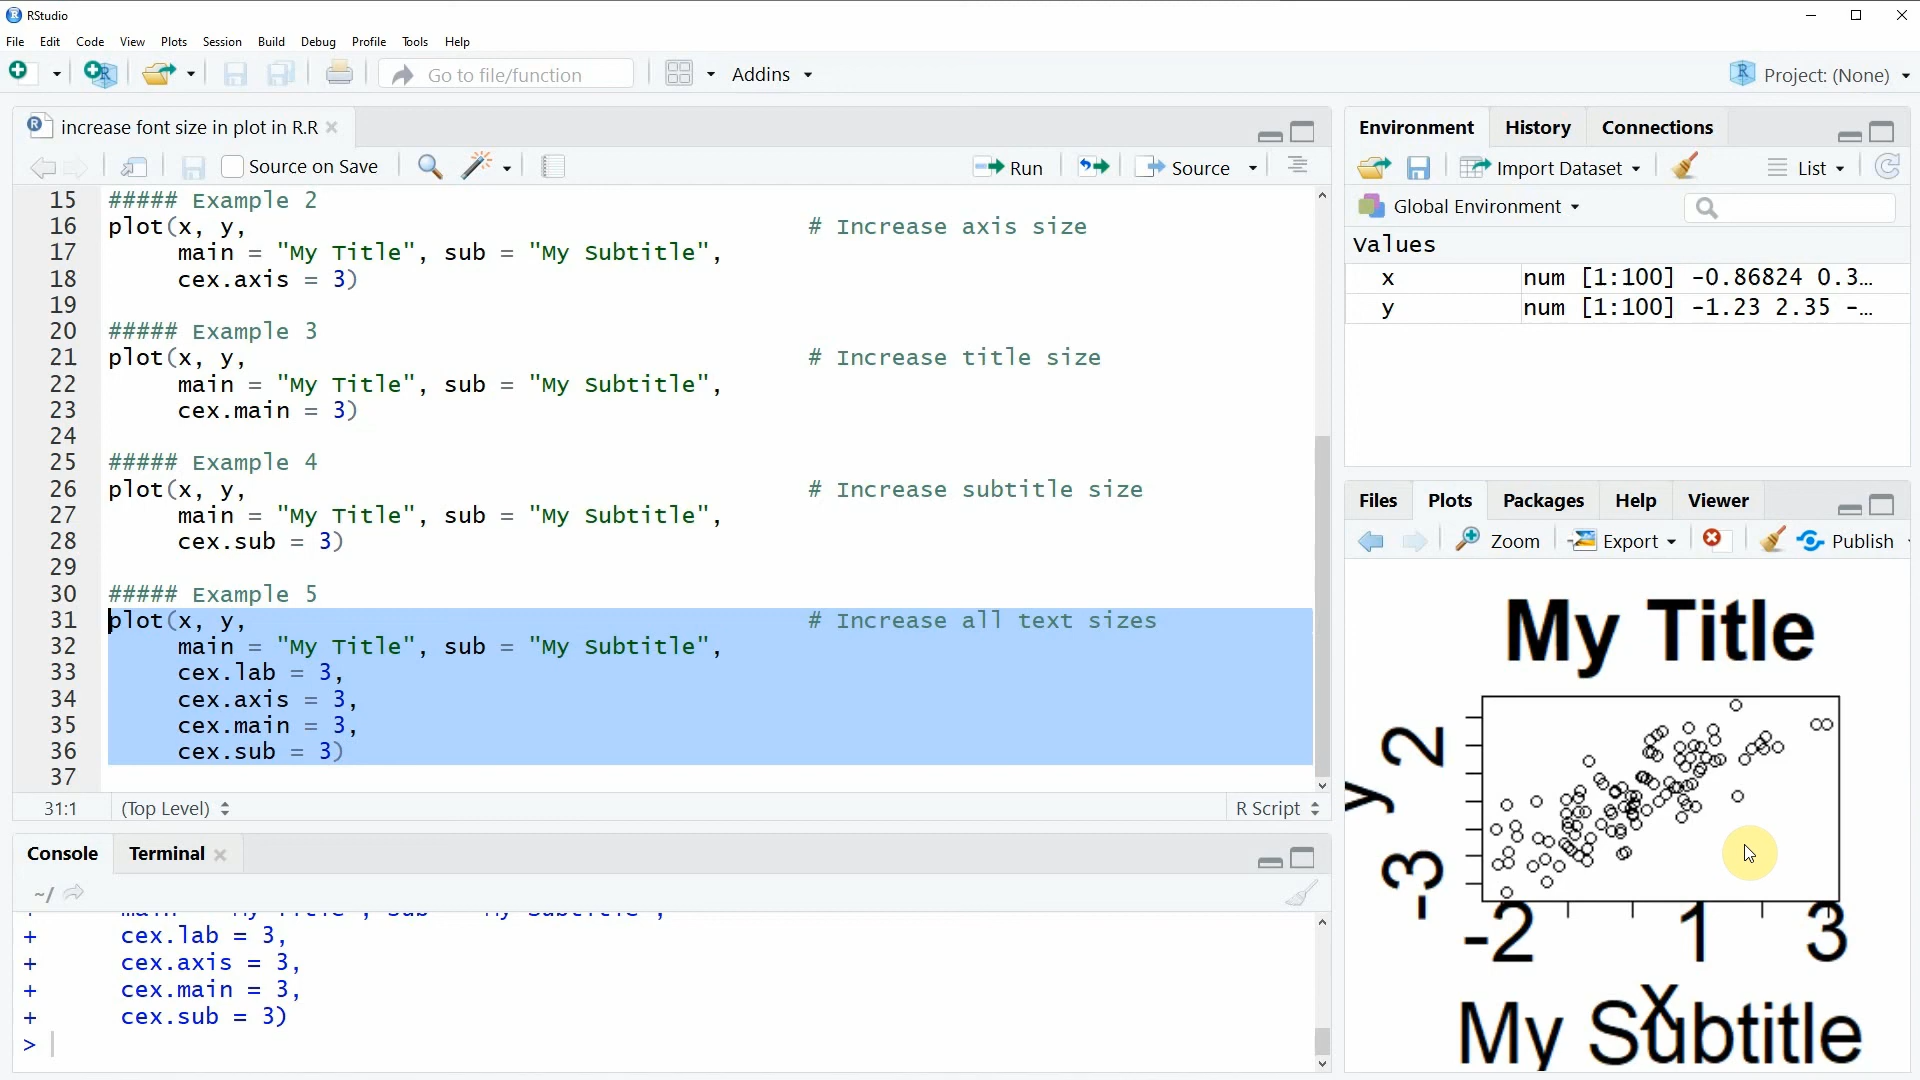 RStudio
File Edit Code View Plots Session Build Debug Profile Tools Help
Go to file/function
Addins
Project: (None)
increase font size in plot in R.R
Source on Save
Run
Source
15 ##### Example 2
16 plot(x, y, # Increase axis size
17 main = "My Title", sub = "My Subtitle",
18 cex.axis = 3)
19
20 ##### Example 3
21 plot(x, y, # Increase title size
22 main = "My Title", sub = "My Subtitle",
23 cex.main = 3)
24
25 ##### Example 4
26 plot(x, y, # Increase subtitle size
27 main = "My Title", sub = "My Subtitle",
28 cex.sub = 3)
29
30 ##### Example 5
31 plot(x, y, # Increase all text sizes
32 main = "My Title", sub = "My Subtitle",
33 cex.lab = 3,
34 cex.axis = 3,
35 cex.main = 3,
36 cex.sub = 3)
37
31:1 (Top Level) R Script
Console Terminal
~/
+ cex.lab = 3,
+ cex.axis = 3,
+ cex.main = 3,
+ cex.sub = 3)
>
Environment History Connections
Import Dataset List
Global Environment
Values
x num [1:100] -0.86824 0.3...
y num [1:100] -1.23 2.35 -...
Files Plots Packages Help Viewer
Zoom Export Publish
My Title
2
y
-3
-2 1 3
x
My Subtitle